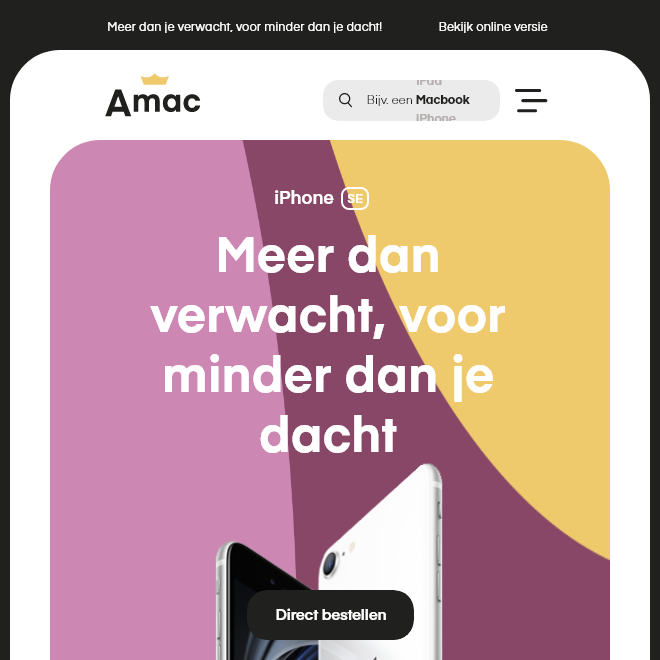 Meer dan je verwacht, voor minder dan je dacht!
Bekijk online versie
Amac
iPad
Bijv. een Macbook
iPhone
iPhone SE
Meer dan
verwacht, voor
minder dan je
dacht
Direct bestellen